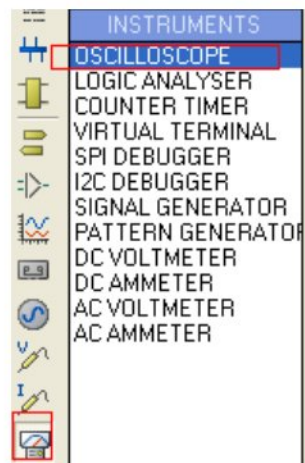 INSTRUMENTS
OSCILLOSCOPE
LOGIC ANALYSER
COUNTER TIMER
VIRTUAL TERMINAL
SPI DEBUGGER
I2C DEBUGGER
SIGNAL GENERATOR
PATTERN GENERATOR
DC VOLTMETER
DC AMMETER
AC VOLTMETER
AC AMMETER
V
I